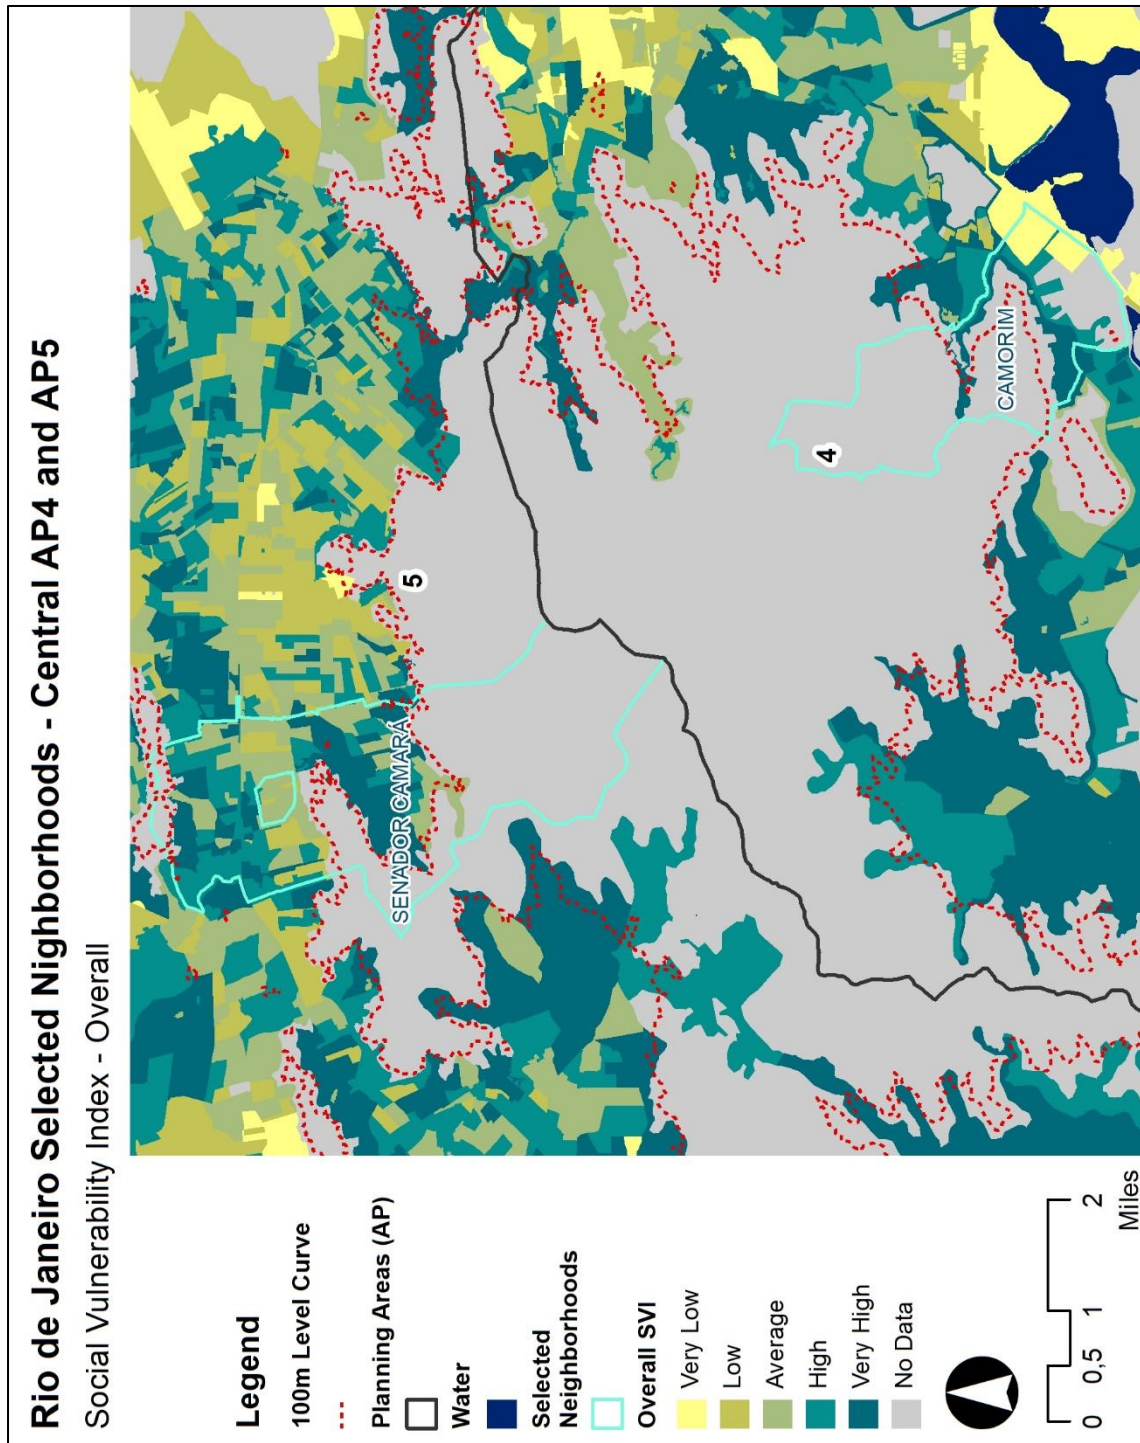 Rio de Janeiro Selected Nighborhoods - Central AP4 and AP5
Social Vulnerability Index - Overall
Legend
100m Level Curve
Planning Areas (AP)
Water
Selected
Neighborhoods
Overall SVI
Very Low
Low
Average
High
Very High
No Data
0 0,5 1 2
Miles
SENADOR CAMARÁ
5
4
CAMORIM